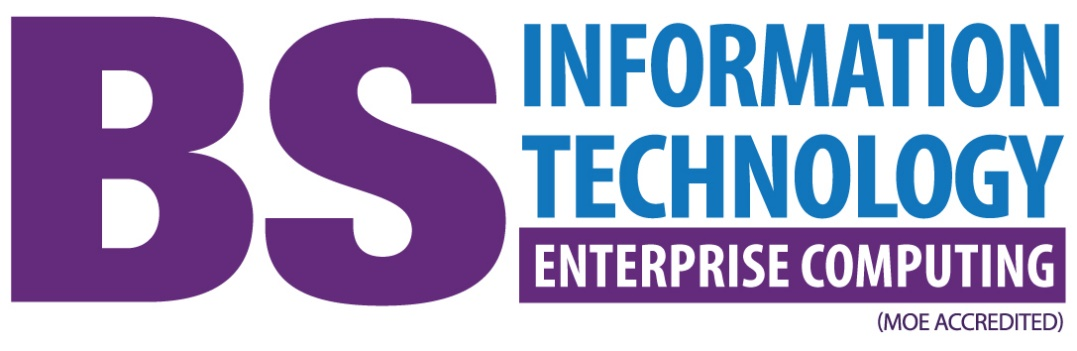 BS
INFORMATION
TECHNOLOGY
ENTERPRISE COMPUTING
(MOE ACCREDITED)